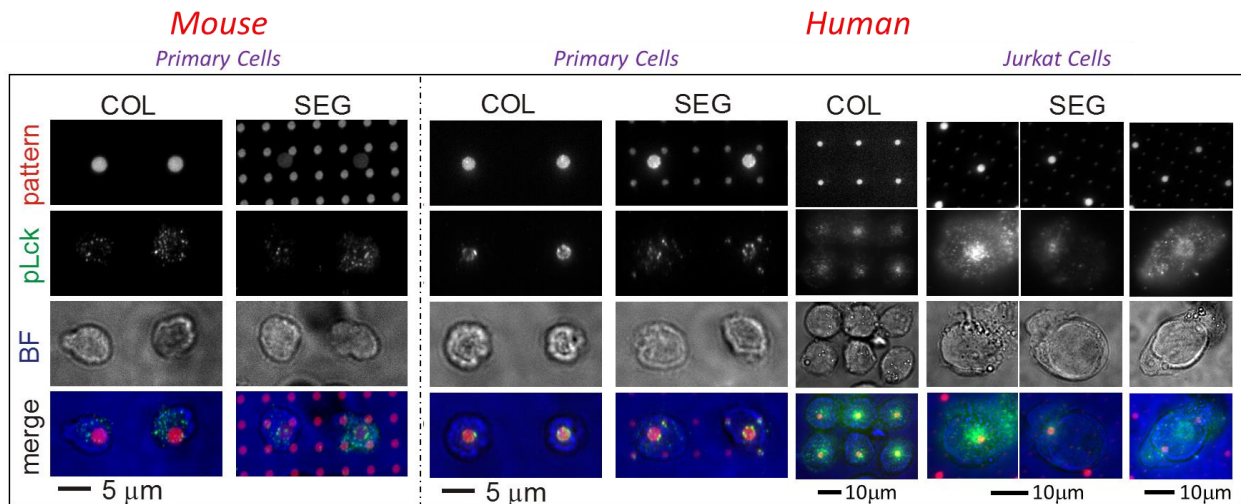 Mouse Human
Primary Cells Primary Cells Jurkat Cells
COL SEG COL SEG COL SEG
pattern
pLck
BF
merge
5 μm 5 μm 10μm 10μm 10μm